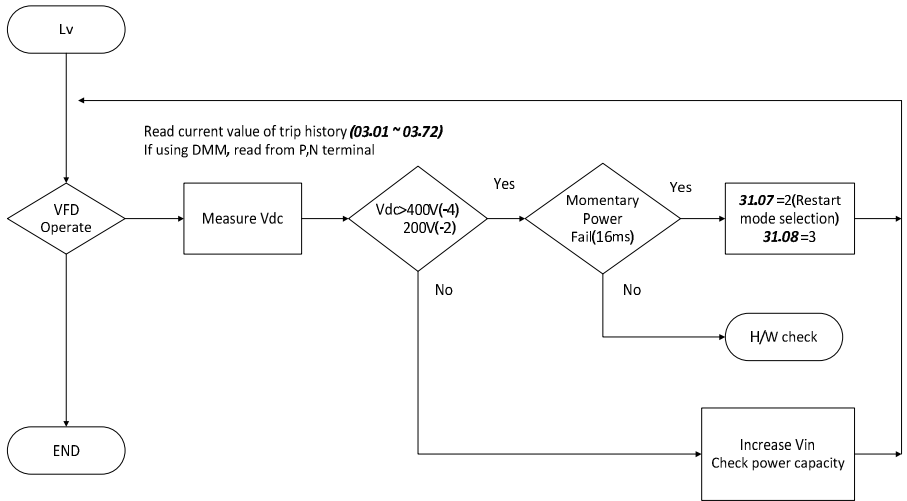 Lv
Read current value of trip history (03.01 ~ 03.72)
If using DMM, read from P,N terminal
VFD
Operate
Measure Vdc
Vdc>400V(-4)
200V(-2)
Yes
Momentary
Power
Fail(16ms)
Yes
31.07 =2(Restart
mode selection)
31.08 =3
No
No
H/W check
END
Increase Vin
Check power capacity